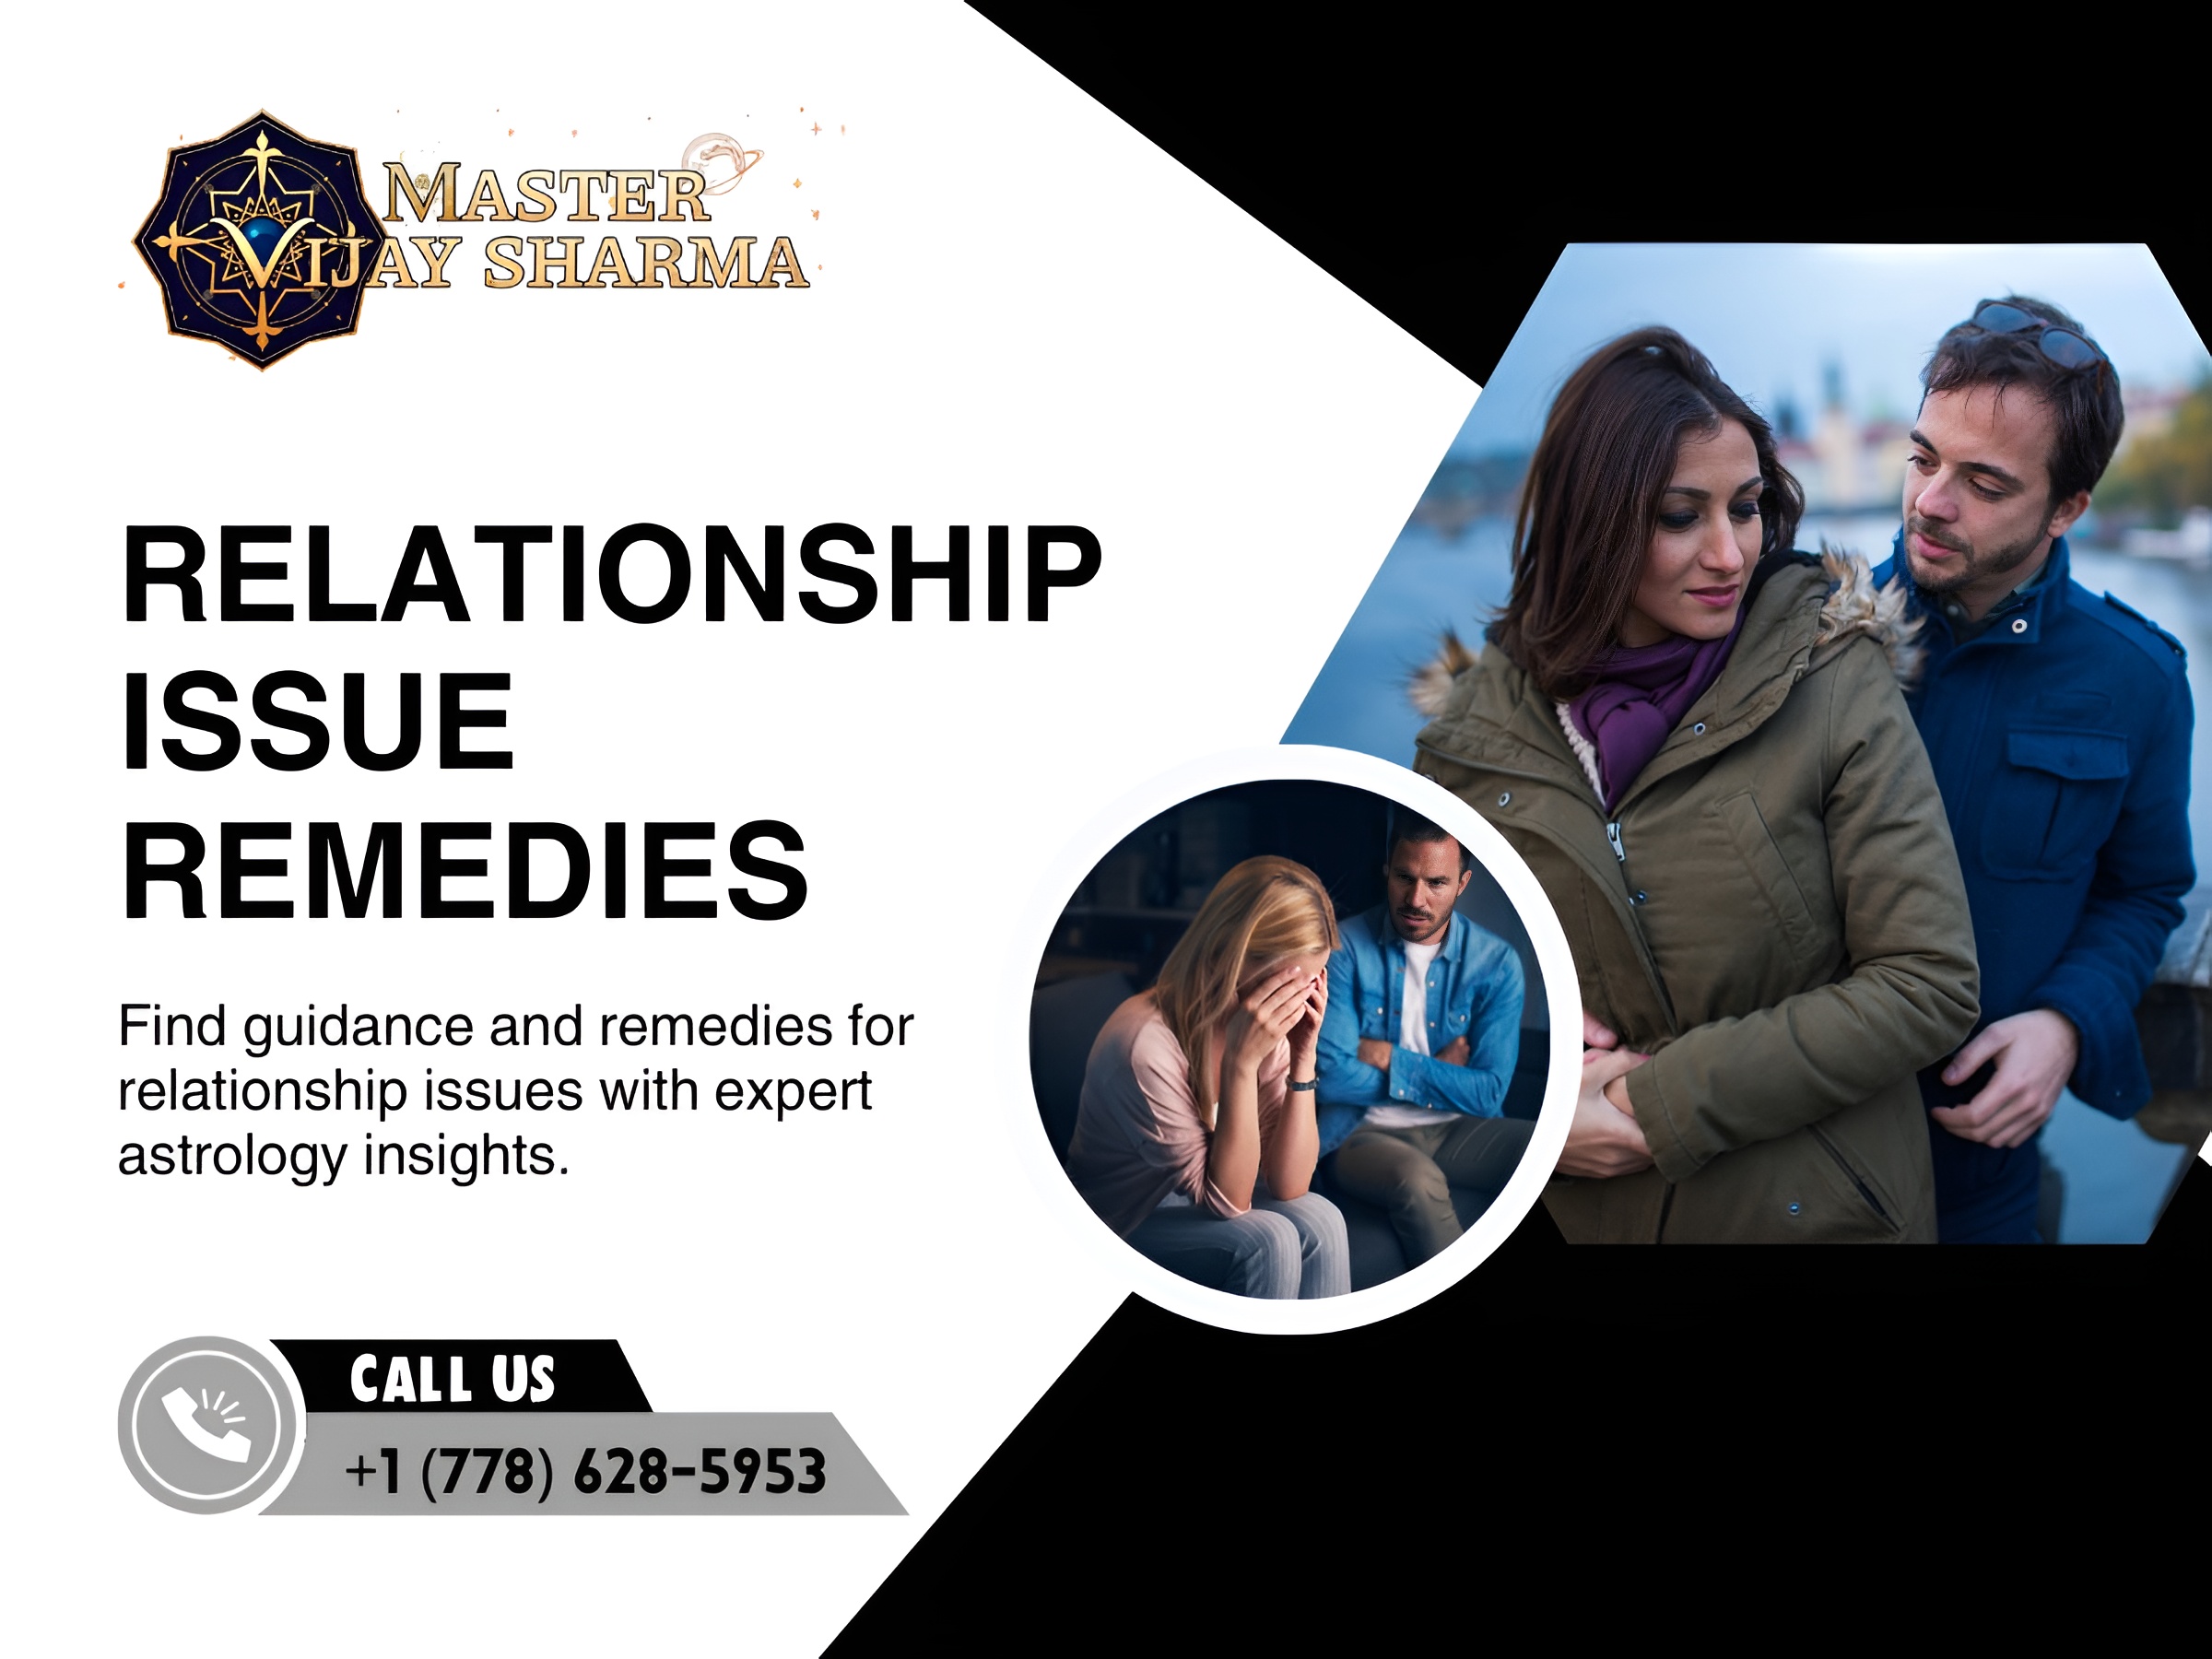 MASTER
VIJAY SHARMA
RELATIONSHIP
ISSUE
REMEDIES
Find guidance and remedies for
relationship issues with expert
astrology insights.
CALL US
+1 (778) 628-5953